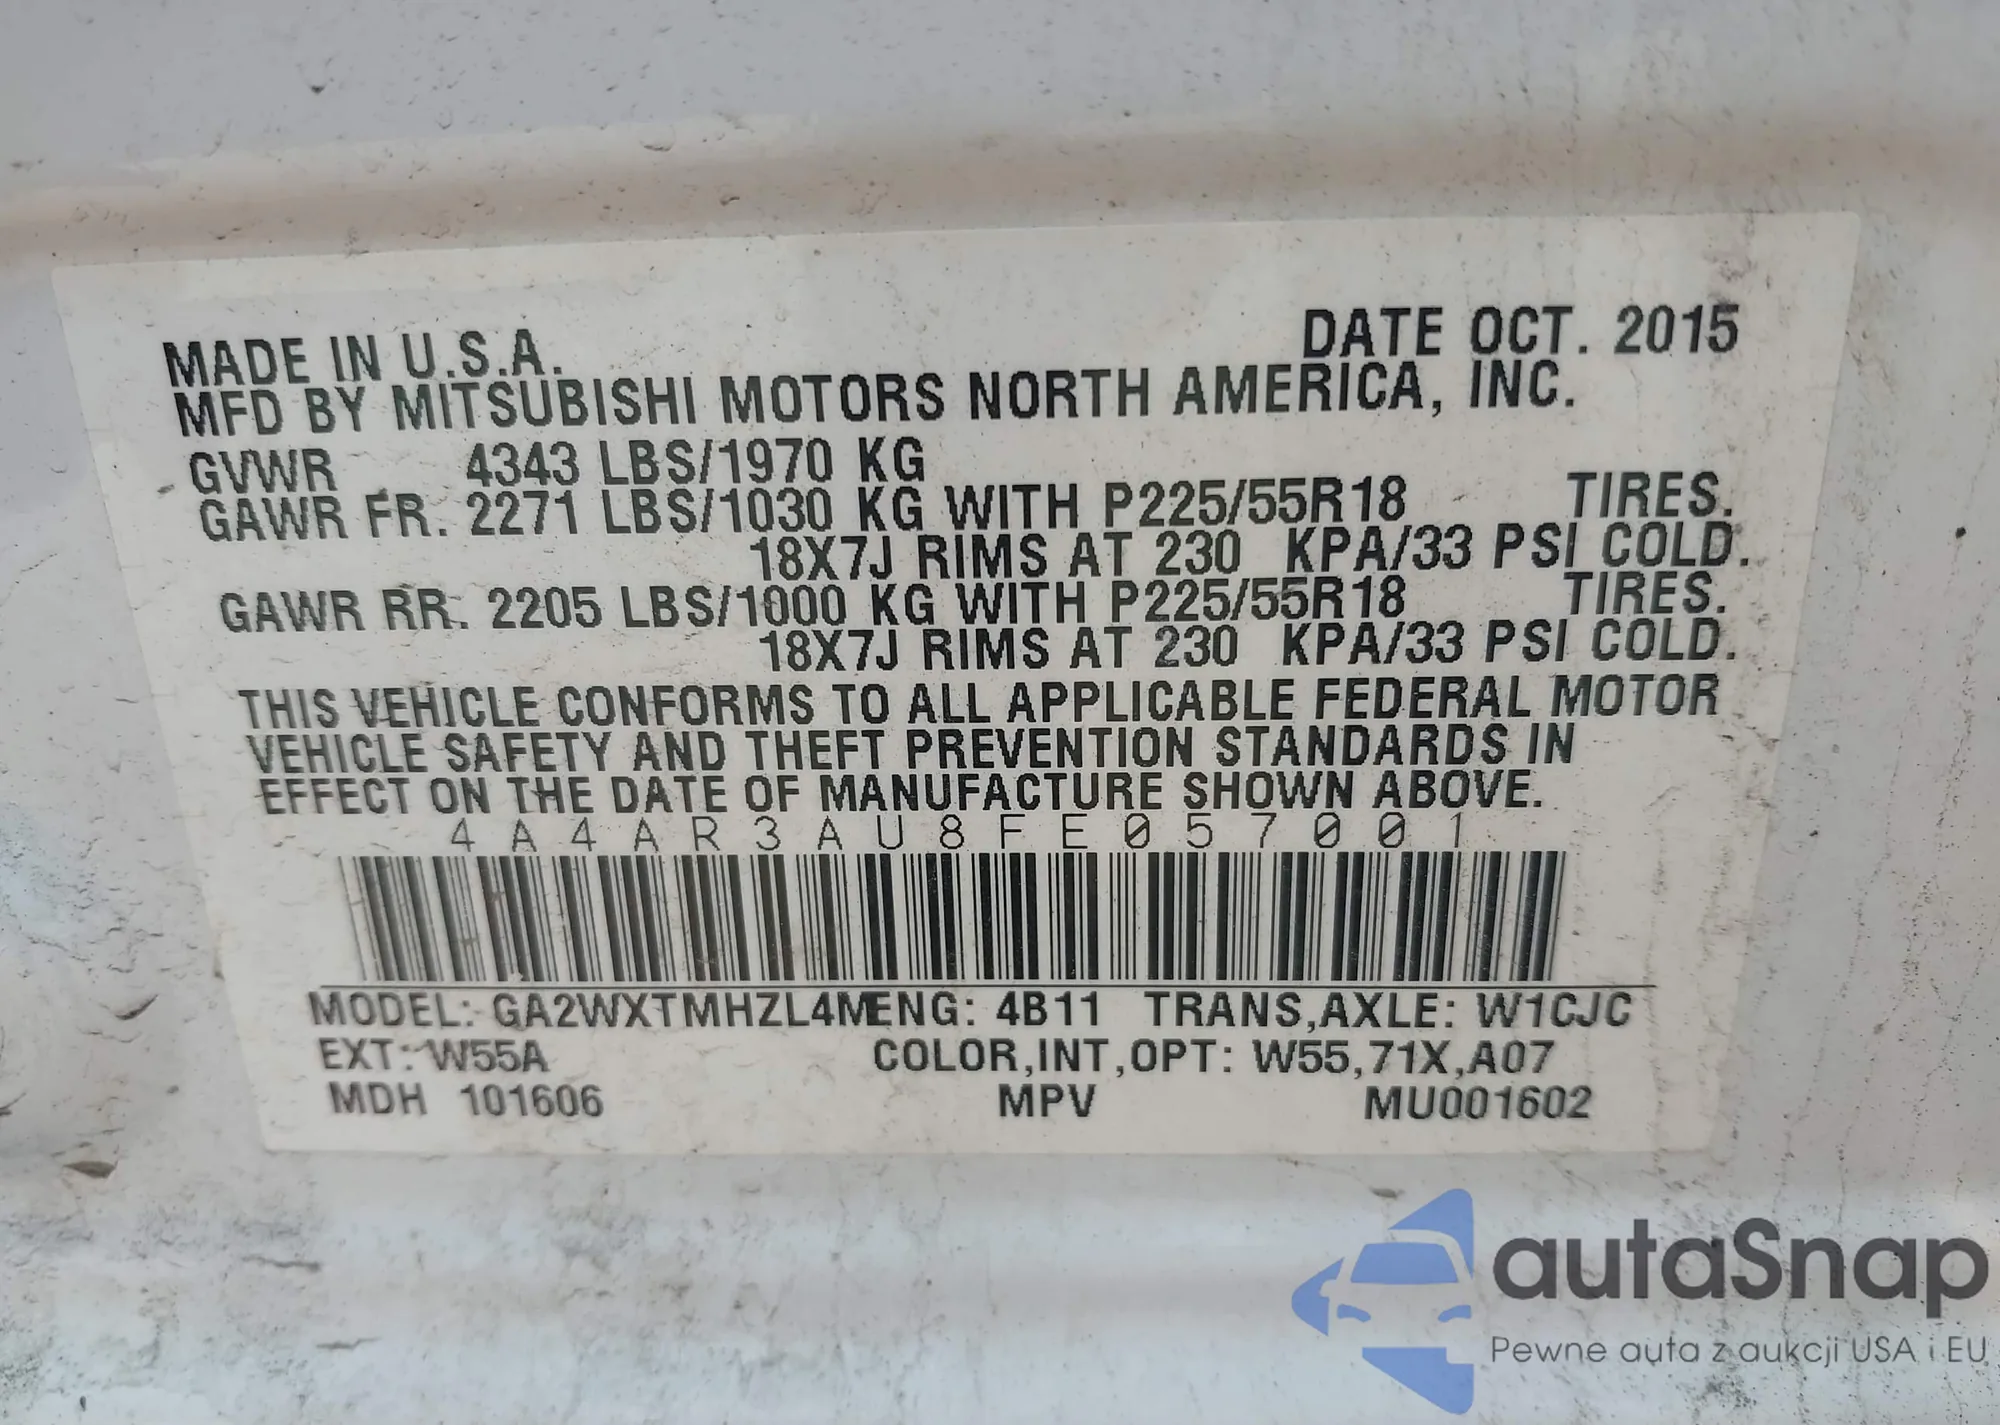 MADE IN U.S.A.
DATE OCT. 2015
MFD BY MITSUBISHI MOTORS NORTH AMERICA, INC.
GVWR 4343 LBS/1970 KG
GAWR FR. 2271 LBS/1030 KG WITH P225/55R18 TIRES.
18X7J RIMS AT 230 KPA/33 PSI COLD.
GAWR RR. 2205 LBS/1000 KG WITH P225/55R18 TIRES.
18X7J RIMS AT 230 KPA/33 PSI COLD.
THIS VEHICLE CONFORMS TO ALL APPLICABLE FEDERAL MOTOR
VEHICLE SAFETY AND THEFT PREVENTION STANDARDS IN
EFFECT ON THE DATE OF MANUFACTURE SHOWN ABOVE.
4A4AR3AU8FE057001
MODEL: GA2WXTMHZL4M ENG: 4B11 TRANS,AXLE: W1CJC
EXT: W55A COLOR,INT,OPT: W55,71X,A07
MDH 101606 MPV MU001602
autaSnap
Pewne auta z aukcji USA i EU